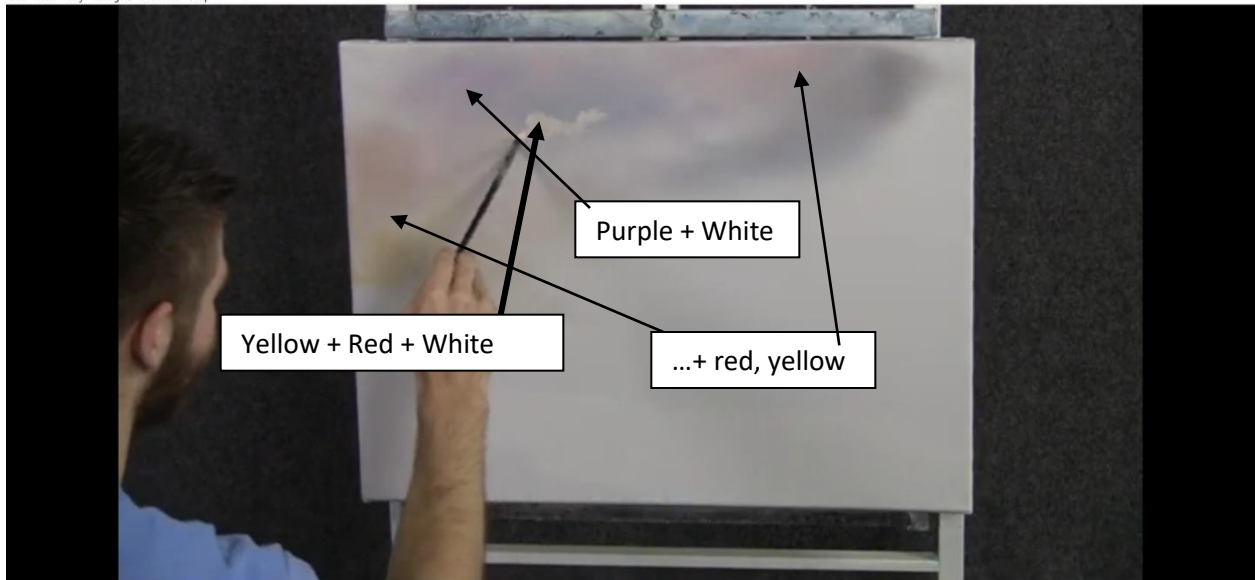 Purple + White
Yellow + Red + White
…+ red, yellow